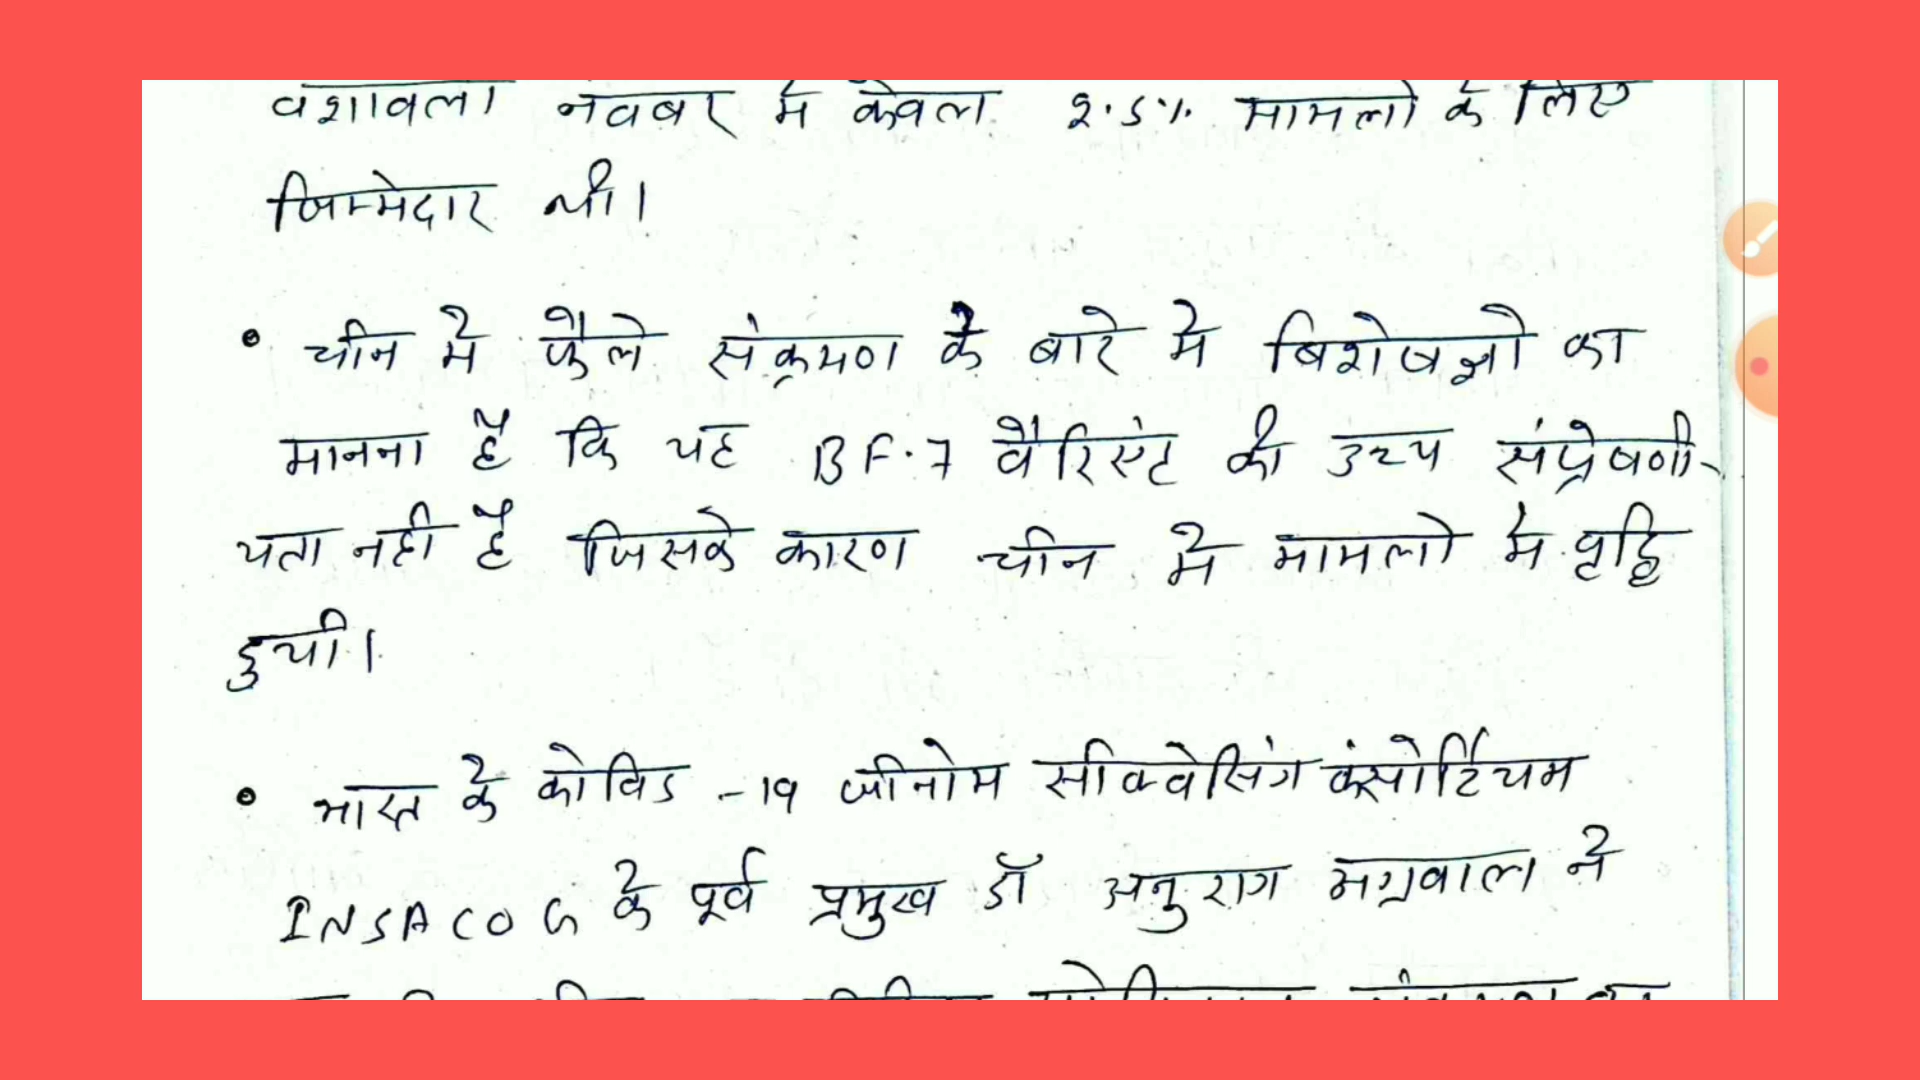 वंशावली नवंबर में केवल 2.5% मामलो के लिए
जिम्मेदार थी।
• चीन मे फैले संक्रमण के बारे मे बिशेषज्ञो का
मानना है कि यह BF.7 वैरिएंट की उच्च संप्रेषणी-
यता नही है जिसके कारण चीन मे मामलो मे वृद्धि
हुयी।
• भारत के कोविड -19 जीनोम सीक्वेसिंग कंसोर्टियम
INSACOG के पूर्व प्रमुख डॉ अनुराग अग्रवाल ने